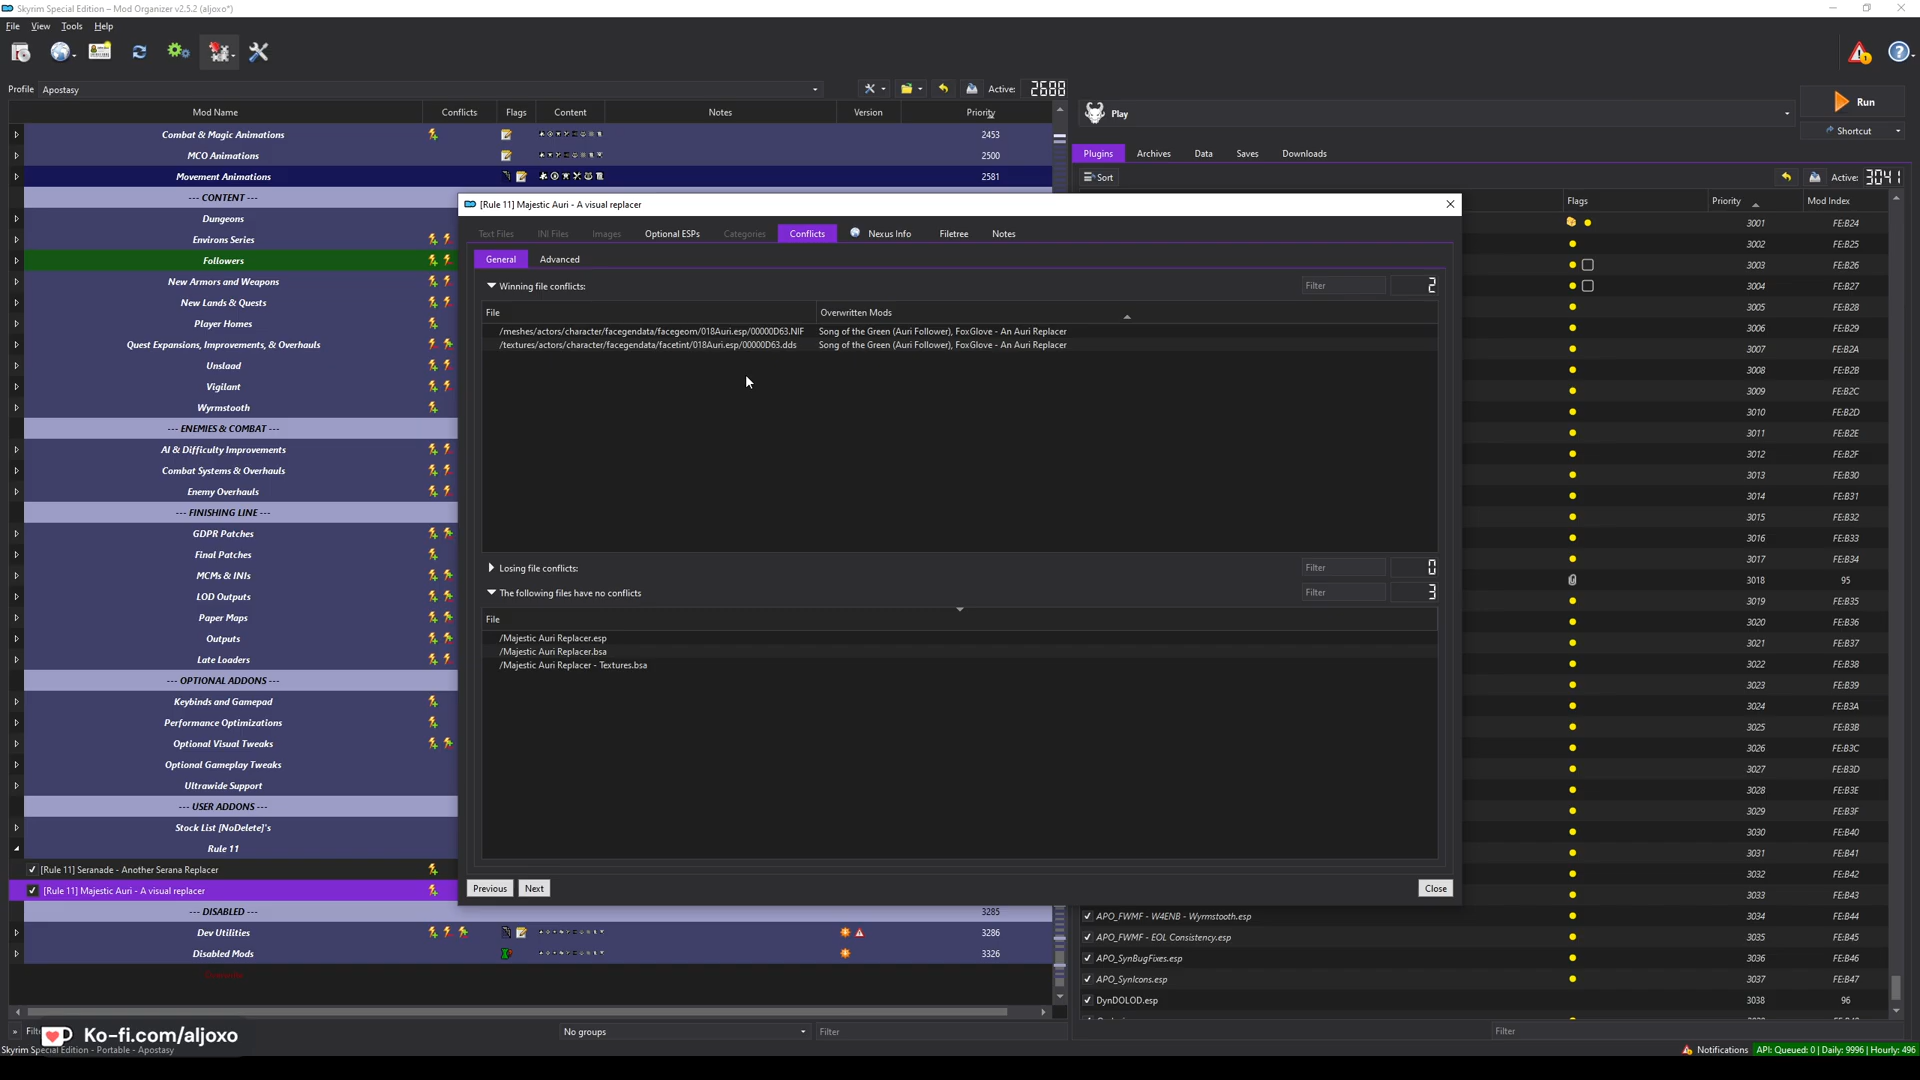 Skyrim Special Edition – Mod Organizer v2.5.2 (aljoxo*)
File View Tools Help
Profile Apostasy Active: 2688
Mod Name Conflicts Flags Content Notes Version Priority
Combat & Magic Animations 2453
MCO Animations 2500
Movement Animations 2581
--- CONTENT ---
Dungeons
Environs Series
Followers
New Armors and Weapons
New Lands & Quests
Player Homes
Quest Expansions, Improvements, & Overhauls
Unslaad
Vigilant
Wyrmstooth
--- ENEMIES & COMBAT ---
AI & Difficulty Improvements
Combat Systems & Overhauls
Enemy Overhauls
--- FINISHING LINE ---
GDPR Patches
Final Patches
MCMs & INIs
LOD Outputs
Paper Maps
Outputs
Late Loaders
--- OPTIONAL ADDONS ---
Keybinds and Gamepad
Performance Optimizations
Optional Visual Tweaks
Optional Gameplay Tweaks
Ultrawide Support
--- USER ADDONS ---
Stock List [NoDelete]'s
Rule 11
[Rule 11] Seranade - Another Serana Replacer
[Rule 11] Majestic Auri - A visual replacer
--- DISABLED --- 3285
Dev Utilities 3286
Disabled Mods 3326
No groups Filter
Ko-fi.com/aljoxo
Skyrim Special Edition - Portable - Apostasy
[Rule 11] Majestic Auri - A visual replacer
Text Files INI Files Images Optional ESPs Categories Conflicts Nexus Info Filetree Notes
General Advanced
Winning file conflicts: Filter 2
File Overwritten Mods
/meshes/actors/character/facegendata/facegeom/018Auri.esp/00000D63.NIF Song of the Green (Auri Follower), FoxGlove - An Auri Replacer
/textures/actors/character/facegendata/facetint/018Auri.esp/00000D63.dds Song of the Green (Auri Follower), FoxGlove - An Auri Replacer
Losing file conflicts: Filter 0
The following files have no conflicts Filter 3
File
/Majestic Auri Replacer.esp
/Majestic Auri Replacer.bsa
/Majestic Auri Replacer - Textures.bsa
Previous Next Close
Play Run
Shortcut
Plugins Archives Data Saves Downloads
Sort Active: 3041
Flags Priority Mod Index
3001 FE:B24
3002 FE:B25
3003 FE:B26
3004 FE:B27
3005 FE:B28
3006 FE:B29
3007 FE:B2A
3008 FE:B2B
3009 FE:B2C
3010 FE:B2D
3011 FE:B2E
3012 FE:B2F
3013 FE:B30
3014 FE:B31
3015 FE:B32
3016 FE:B33
3017 FE:B34
3018 95
3019 FE:B35
3020 FE:B36
3021 FE:B37
3022 FE:B38
3023 FE:B39
3024 FE:B3A
3025 FE:B3B
3026 FE:B3C
3027 FE:B3D
3028 FE:B3E
3029 FE:B3F
3030 FE:B40
3031 FE:B41
3032 FE:B42
3033 FE:B43
APO_FWMF - W4ENB - Wyrmstooth.esp 3034 FE:B44
APO_FWMF - EOL Consistency.esp 3035 FE:B45
APO_SynBugFixes.esp 3036 FE:B46
APO_SynIcons.esp 3037 FE:B47
DynDOLOD.esp 3038 96
Filter
Notifications API: Queued: 0 | Daily: 9996 | Hourly: 496